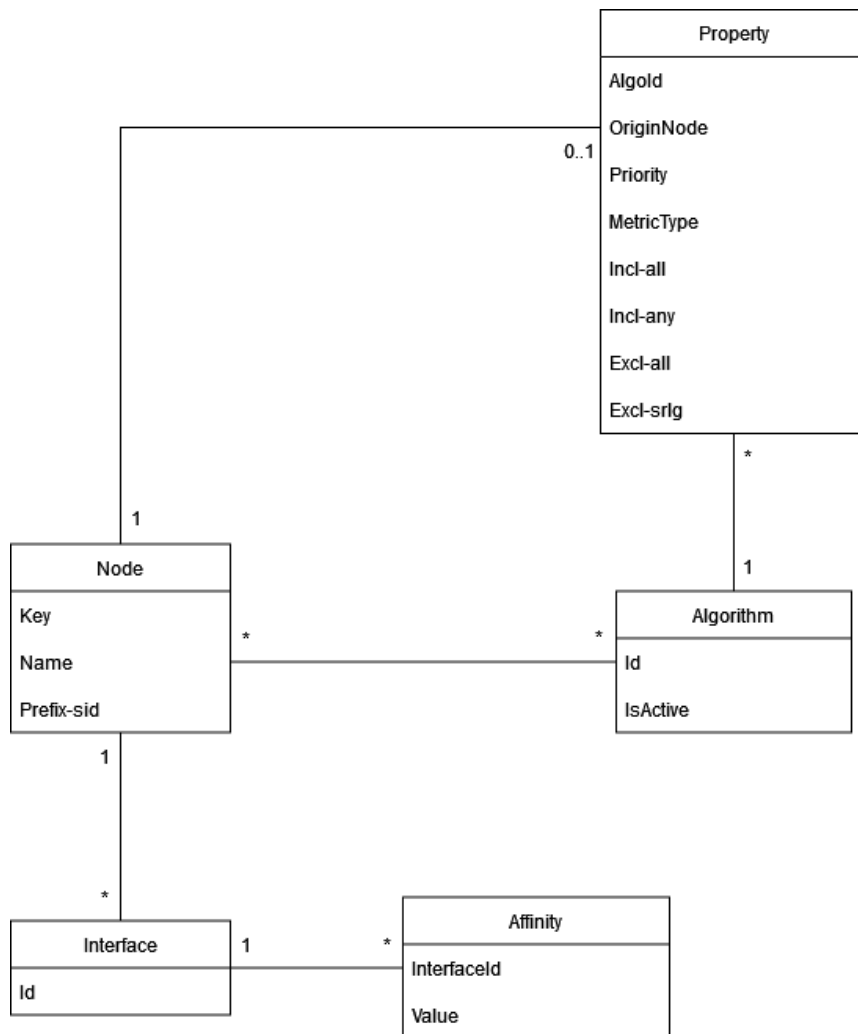 Property
AlgoId
OriginNode
Priority
MetricType
Incl-all
Incl-any
Excl-all
Excl-srlg
0..1
*
1
1
Node
Key
Name
Prefix-sid
*
*
Algorithm
Id
IsActive
1
*
Interface
Id
1
*
Affinity
InterfaceId
Value